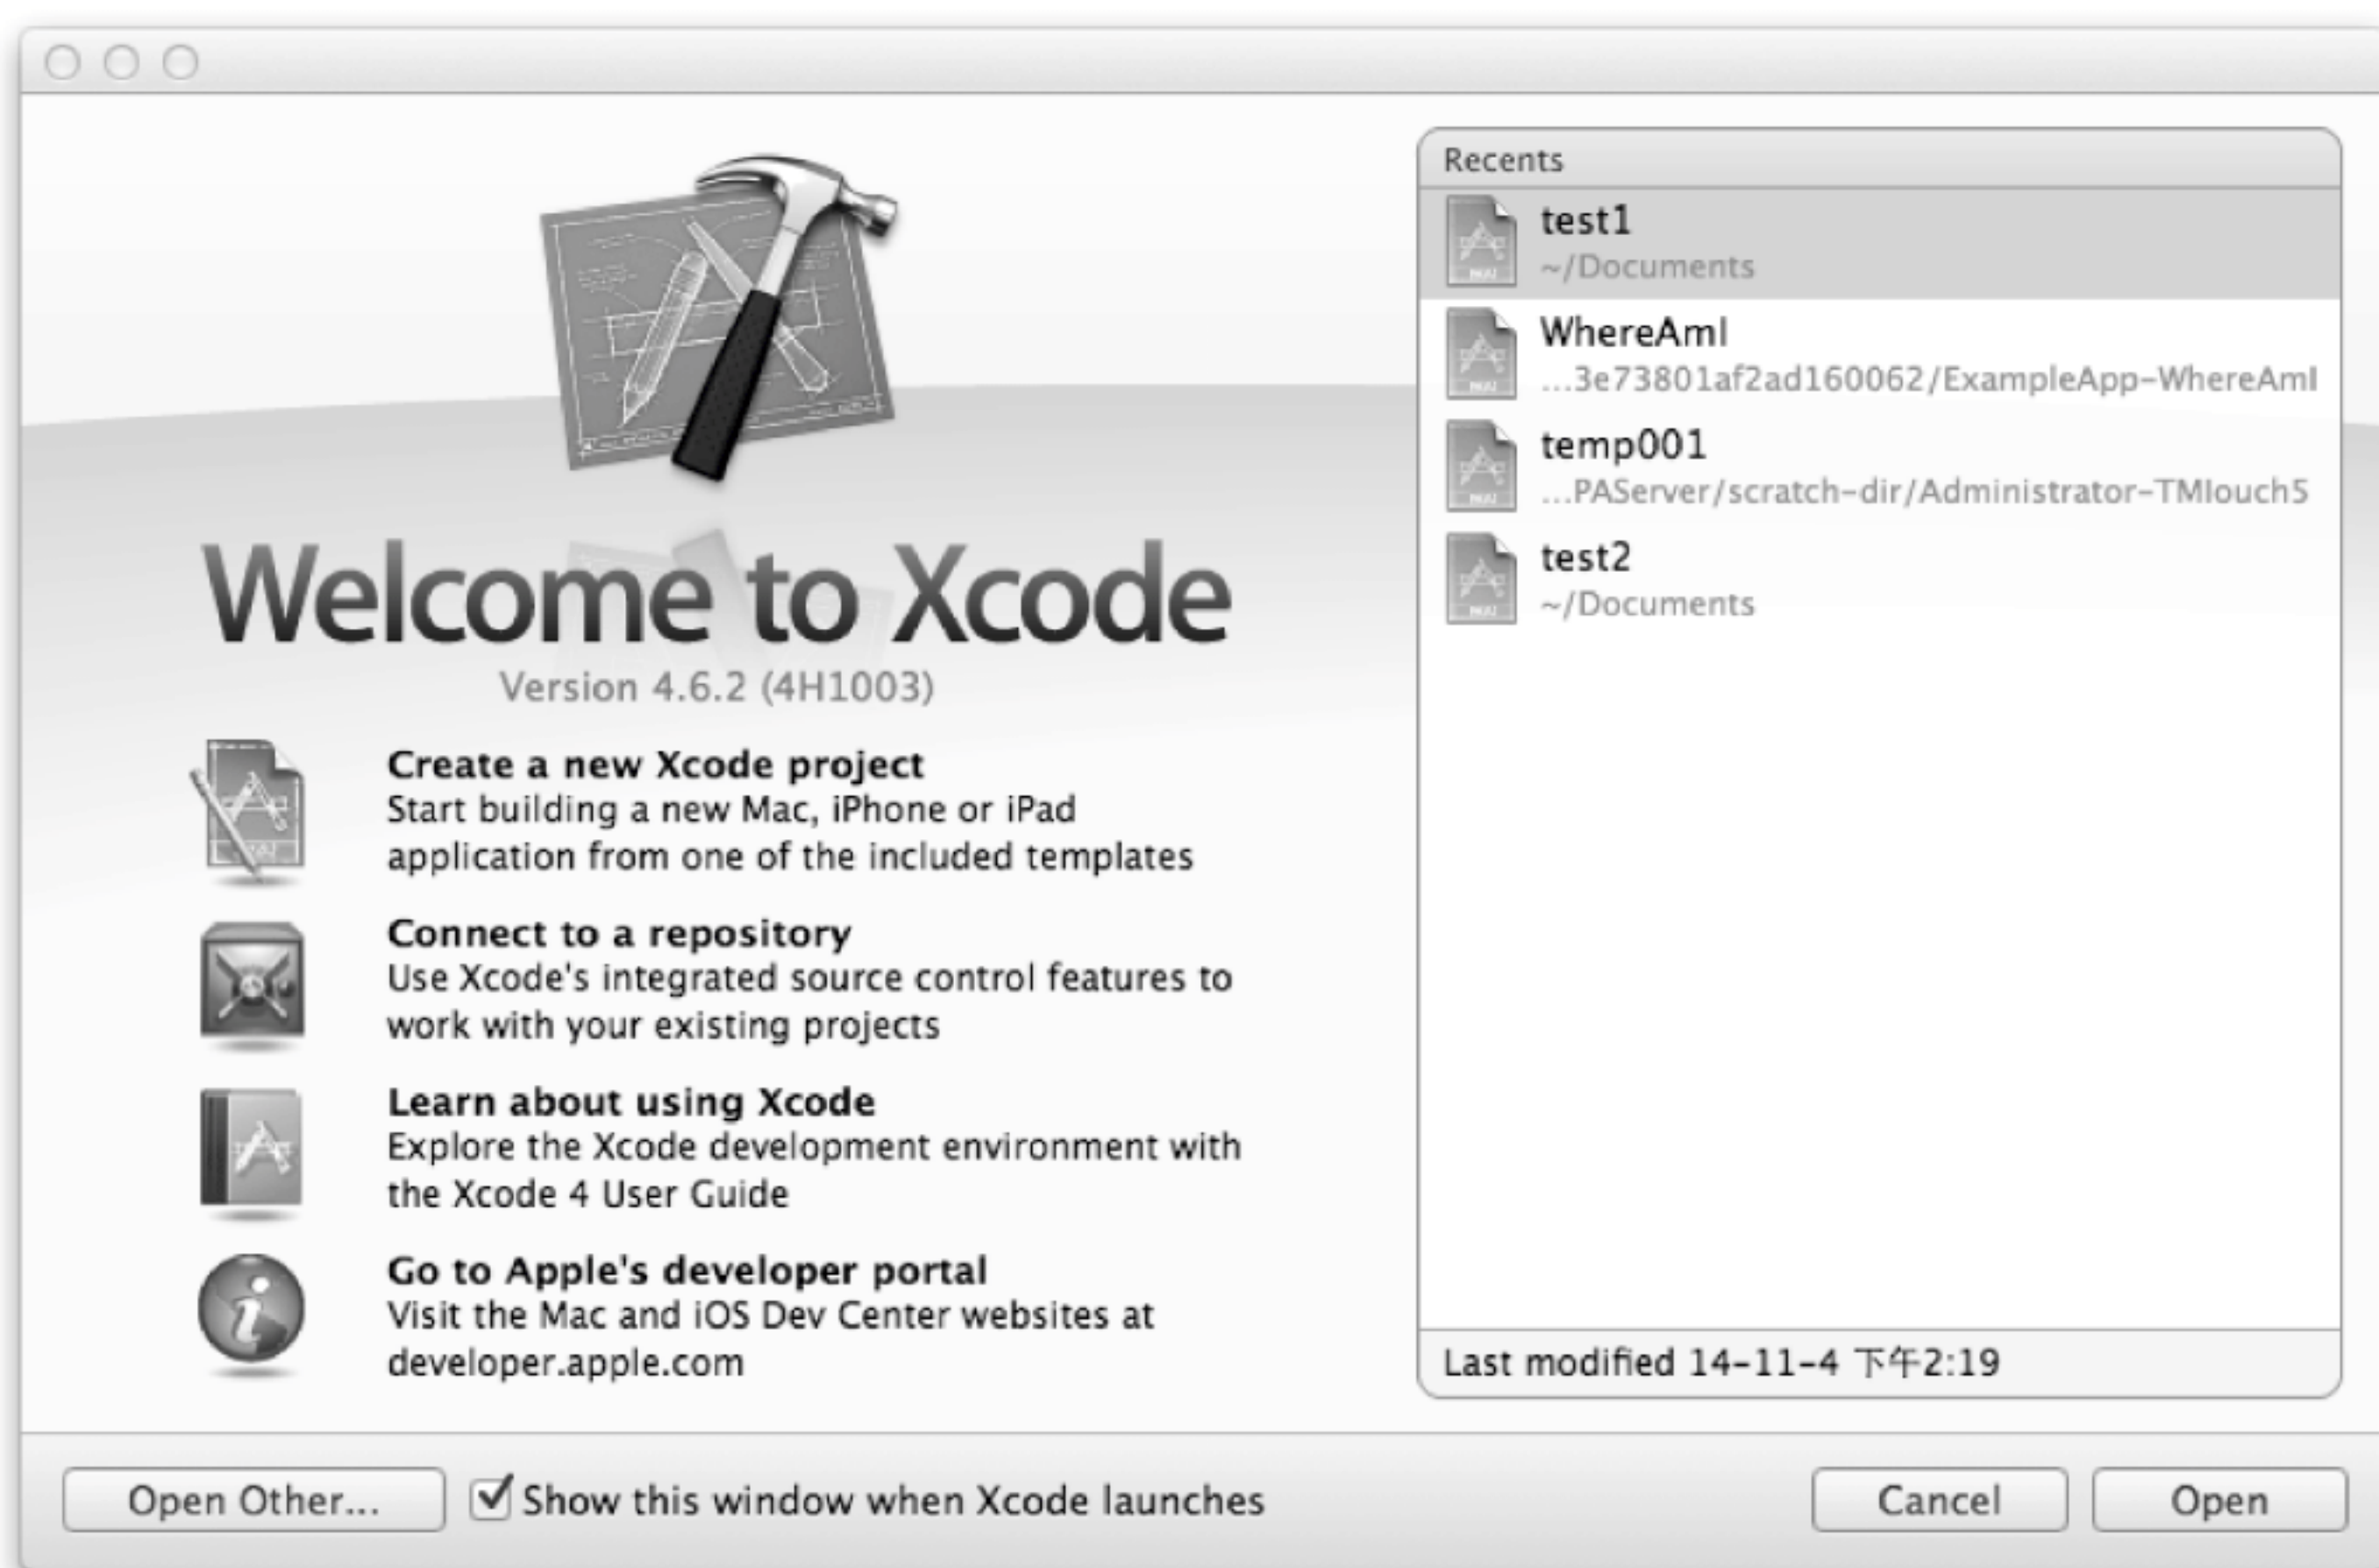 Welcome to Xcode
Version 4.6.2 (4H1003)
Create a new Xcode project
Start building a new Mac, iPhone or iPad
application from one of the included templates
Connect to a repository
Use Xcode's integrated source control features to
work with your existing projects
Learn about using Xcode
Explore the Xcode development environment with
the Xcode 4 User Guide
Go to Apple's developer portal
Visit the Mac and iOS Dev Center websites at
developer.apple.com
Recents
test1
~/Documents
WhereAmI
...3e73801af2ad160062/ExampleApp-WhereAmI
temp001
...PAServer/scratch-dir/Administrator-TMIouch5
test2
~/Documents
Last modified 14-11-4 下午2:19
Open Other...
Show this window when Xcode launches
Cancel
Open